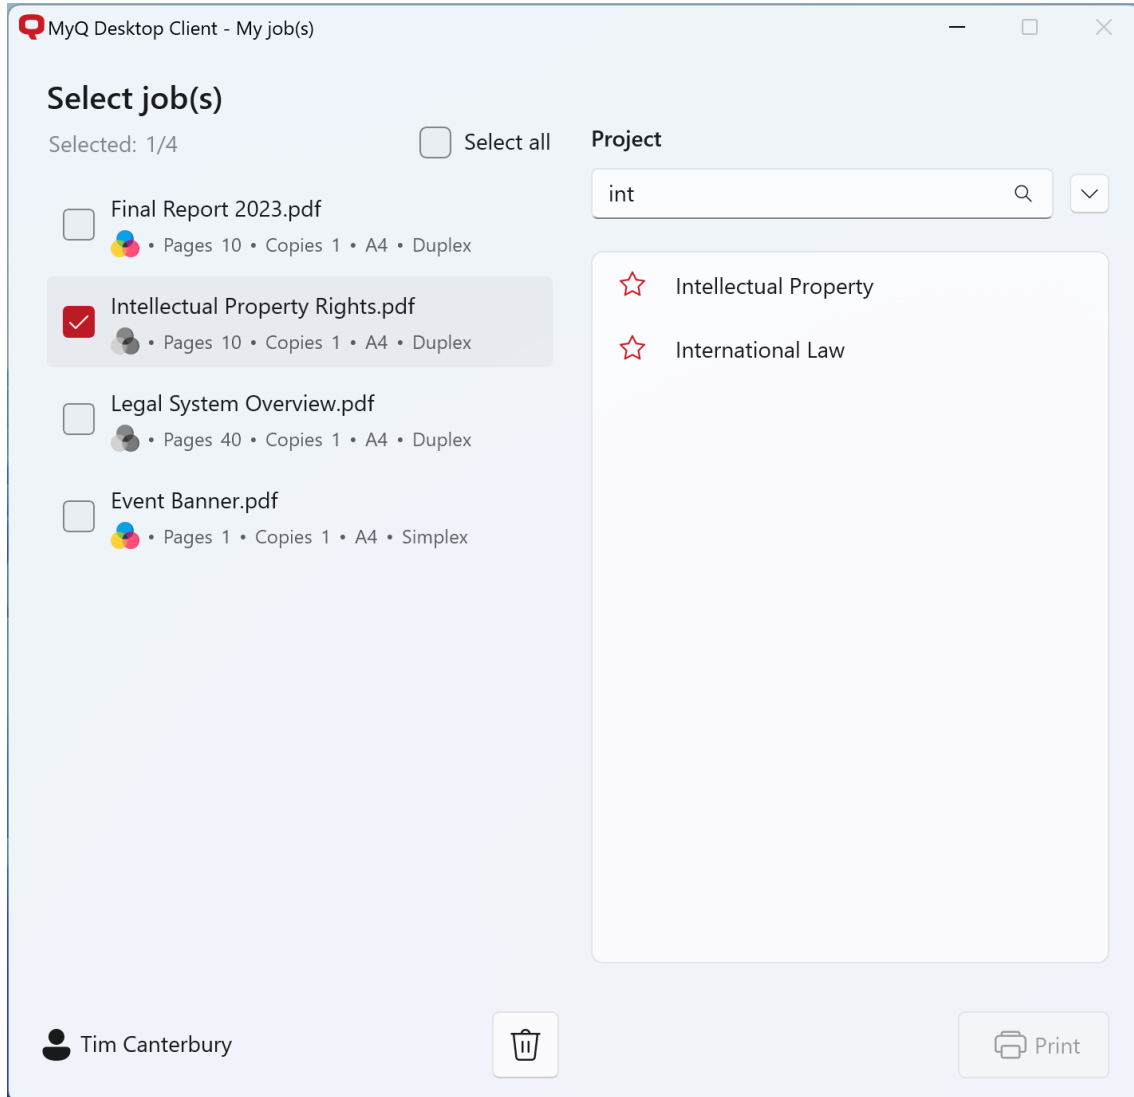 MyQ Desktop Client - My job(s)
Select job(s)
Selected: 1/4
Select all
Final Report 2023.pdf
• Pages 10 • Copies 1 • A4 • Duplex
Intellectual Property Rights.pdf
• Pages 10 • Copies 1 • A4 • Duplex
Legal System Overview.pdf
• Pages 40 • Copies 1 • A4 • Duplex
Event Banner.pdf
• Pages 1 • Copies 1 • A4 • Simplex
Project
int
Intellectual Property
International Law
Tim Canterbury
Print